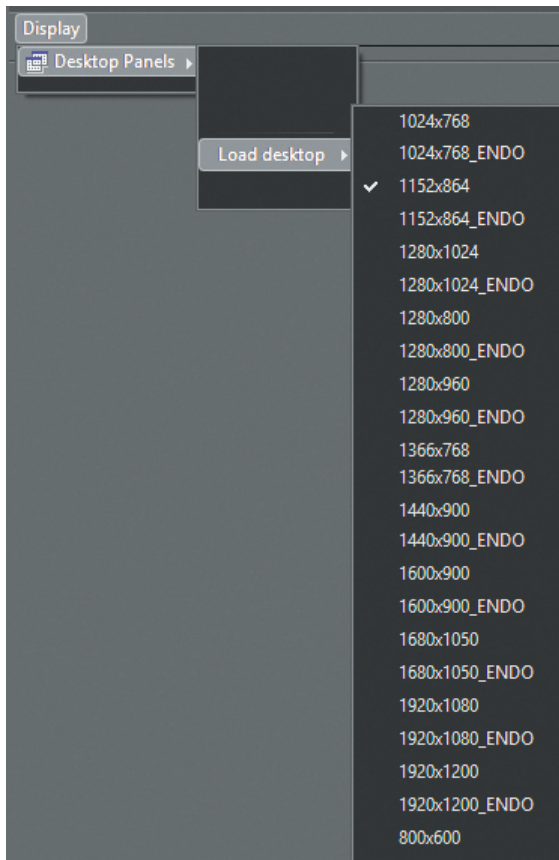 Display
Desktop Panels
Load desktop
1024x768
1024x768_ENDO
1152x864
1152x864_ENDO
1280x1024
1280x1024_ENDO
1280x800
1280x800_ENDO
1280x960
1280x960_ENDO
1366x768
1366x768_ENDO
1440x900
1440x900_ENDO
1600x900
1600x900_ENDO
1680x1050
1680x1050_ENDO
1920x1080
1920x1080_ENDO
1920x1200
1920x1200_ENDO
800x600